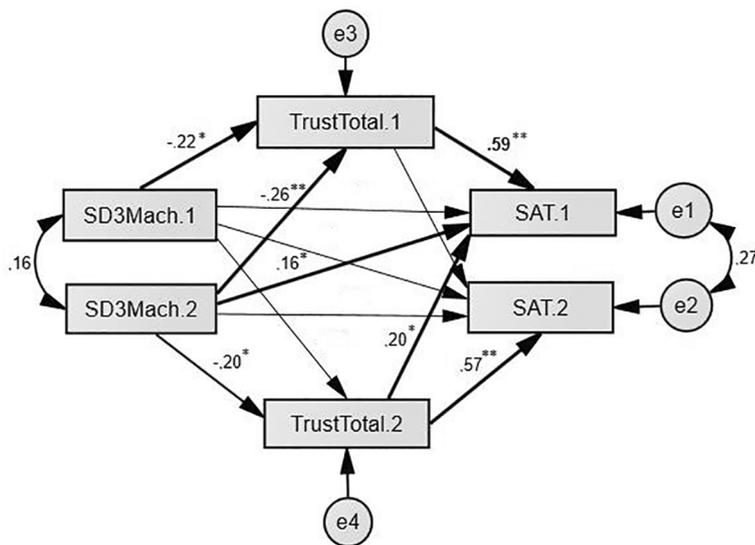 e3
TrustTotal.1
-.22*
.59**
-.26**
SD3Mach.1
SAT.1
e1
.16
.16*
.27
SD3Mach.2
SAT.2
e2
-.20*
.20*
.57**
TrustTotal.2
e4